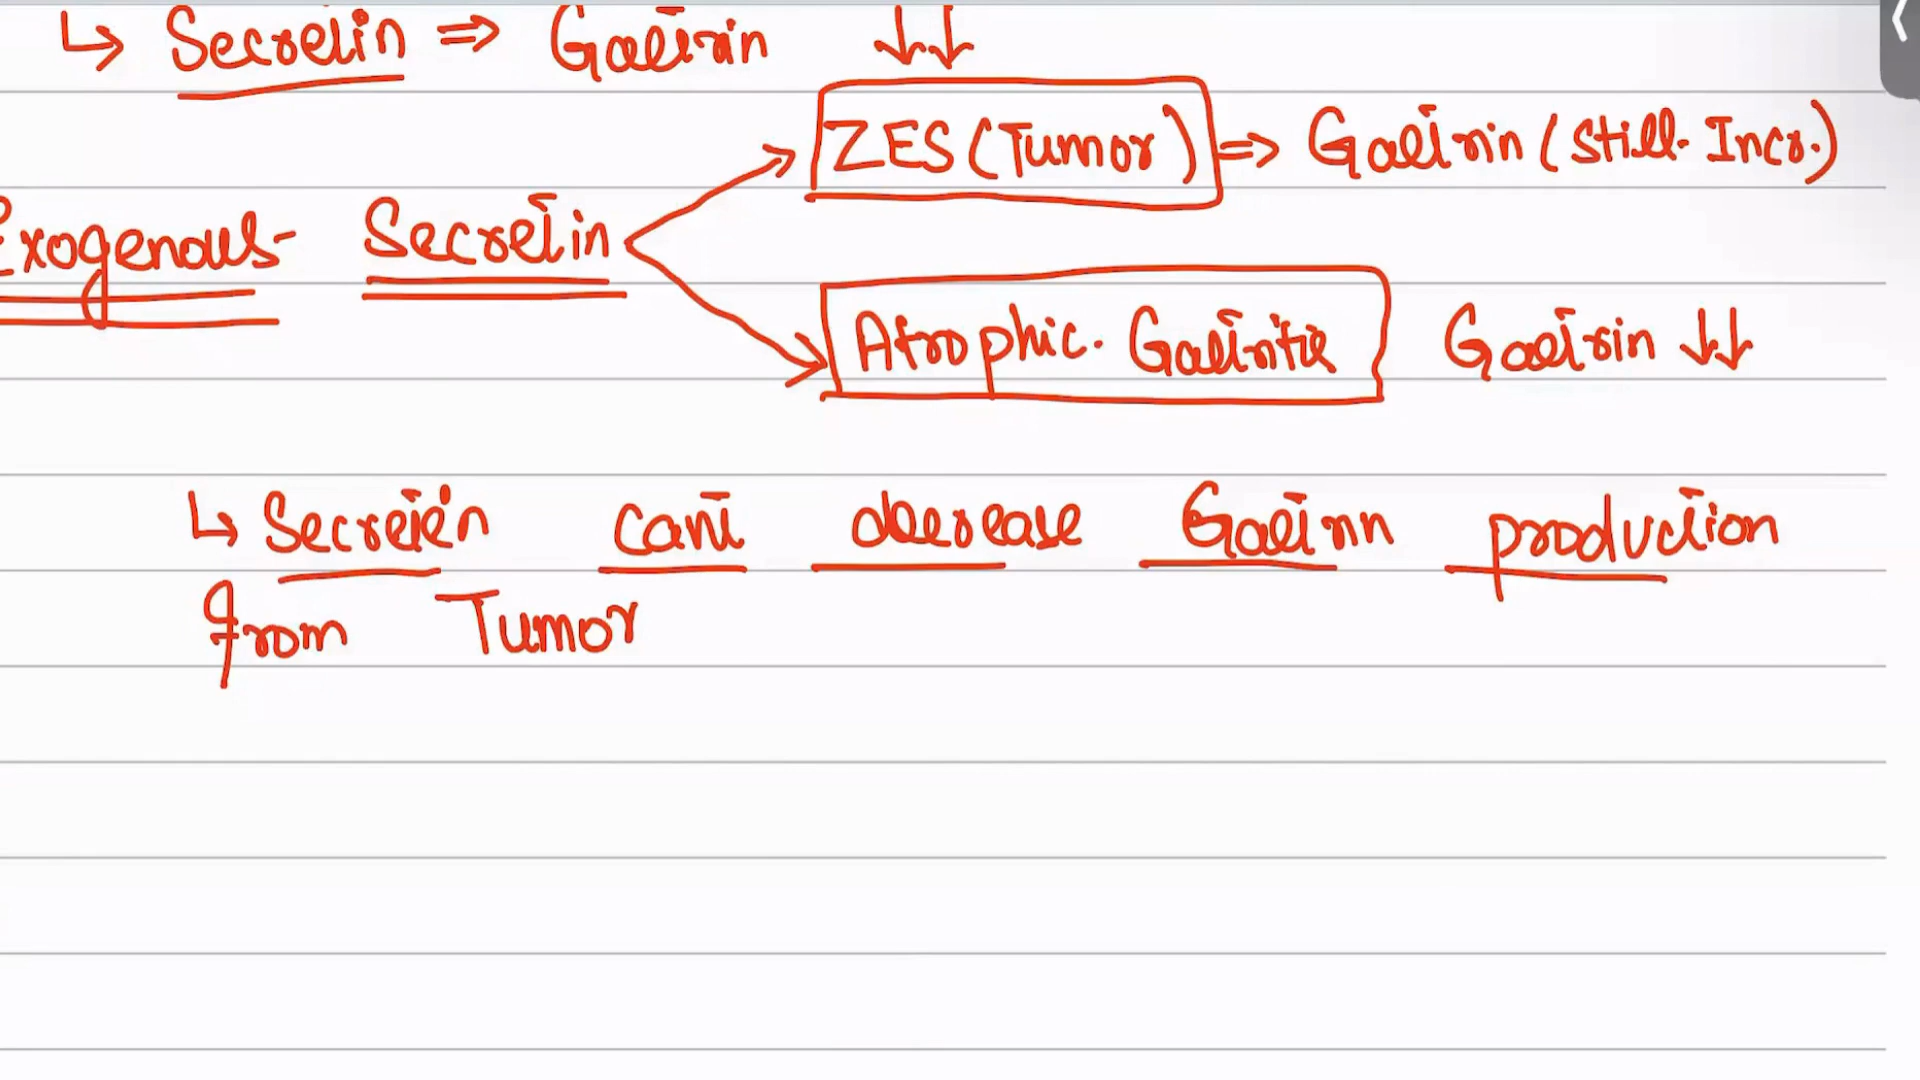 ↳ Secretin ⇒ Gastrin ↓↓
ZES (Tumor) ⇒ Gastrin (Still- Incr.)
Exogenous- Secretin
Atrophic. Gastritis Gastrin ↓↓
↳ Secretin can't decrease Gastrin production
from Tumor